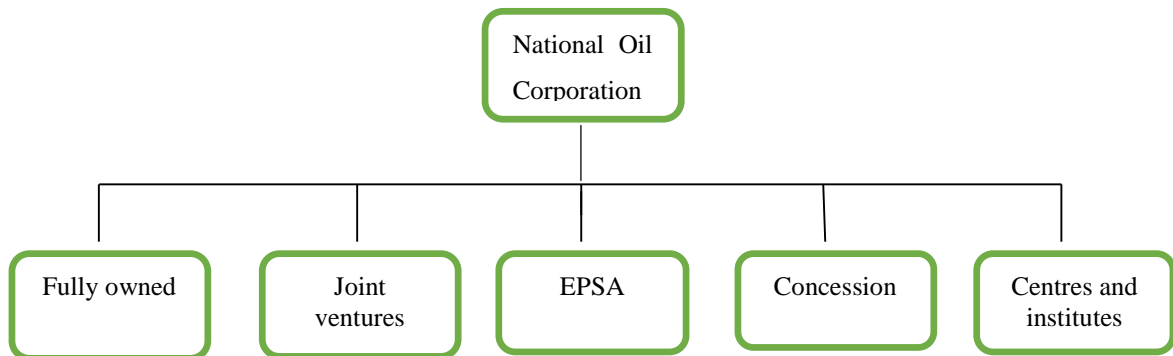 National Oil
Corporation
Fully owned
Joint
ventures
EPSA
Concession
Centres and
institutes